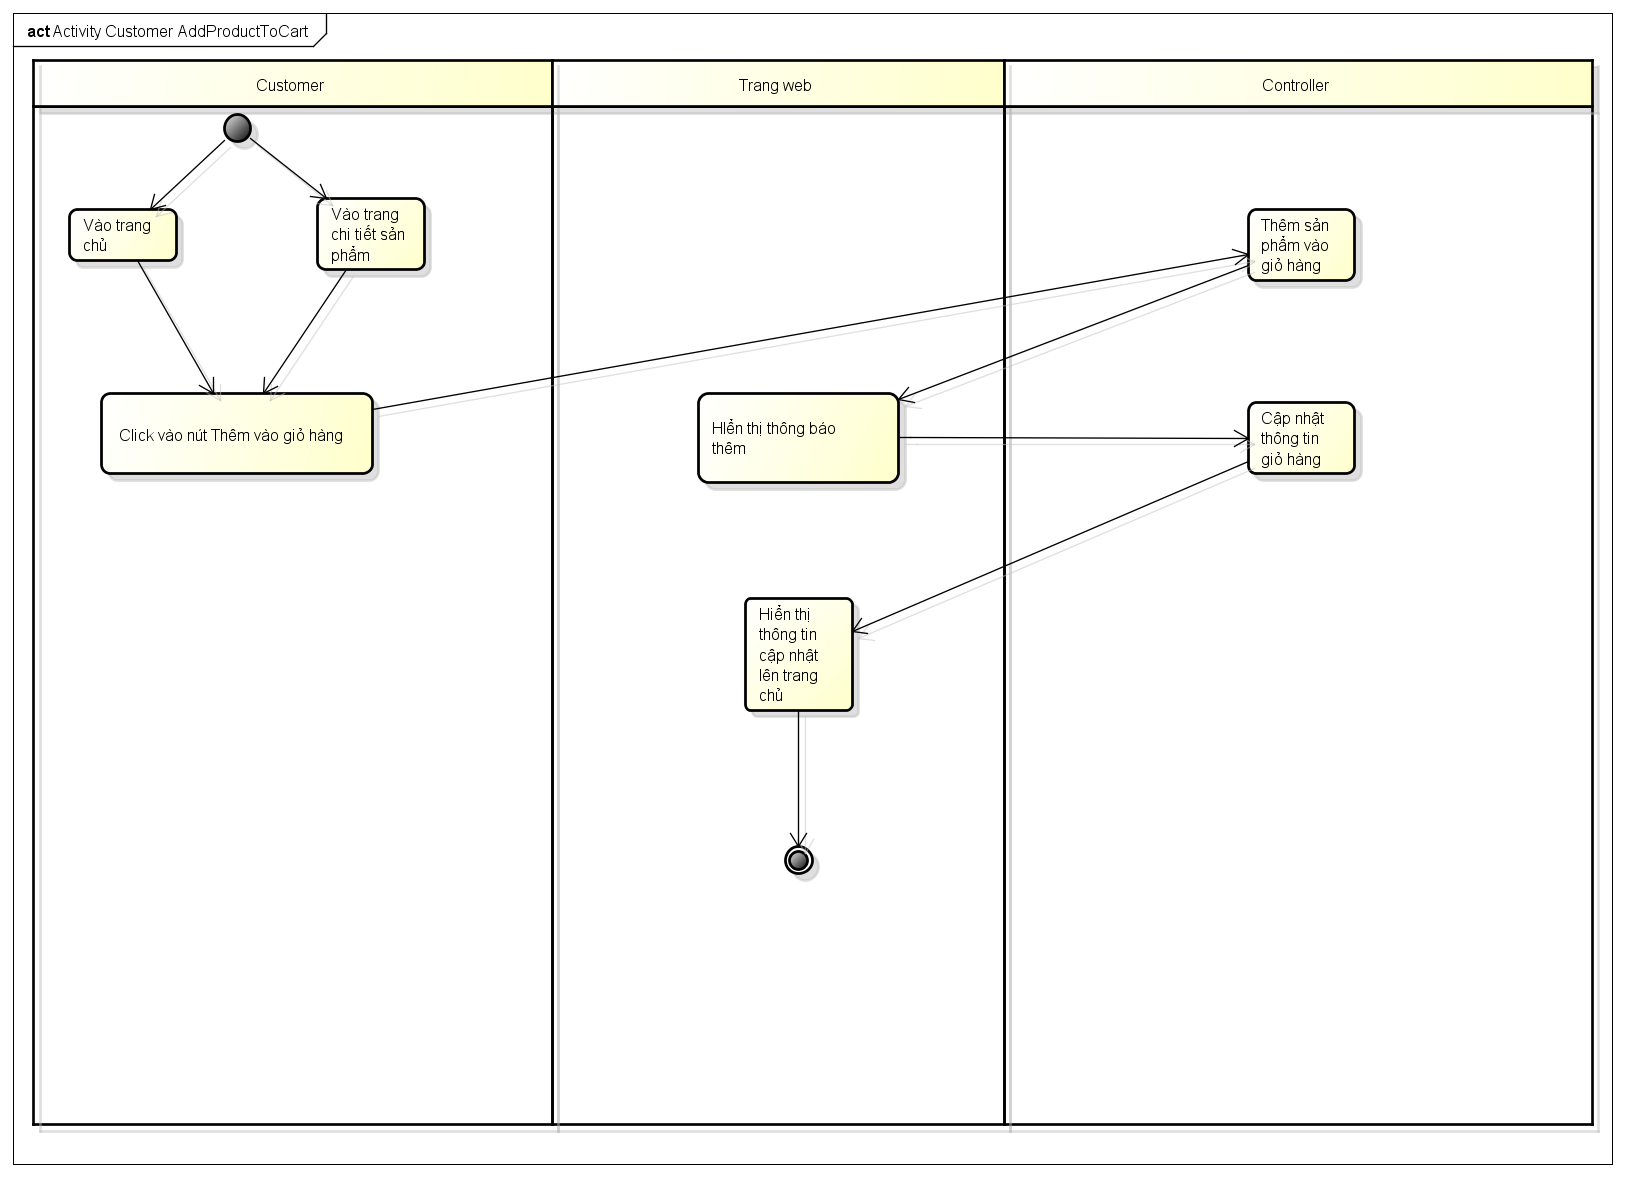 act Activity Customer AddProductToCart
Customer
Trang web
Controller
Vào trang
chủ
Vào trang
chi tiết sản
phẩm
Thêm sản
phẩm vào
giỏ hàng
Click vào nút Thêm vào giỏ hàng
HIển thị thông báo
thêm
Cập nhật
thông tin
giỏ hàng
Hiển thị
thông tin
cập nhật
lên trang
chủ